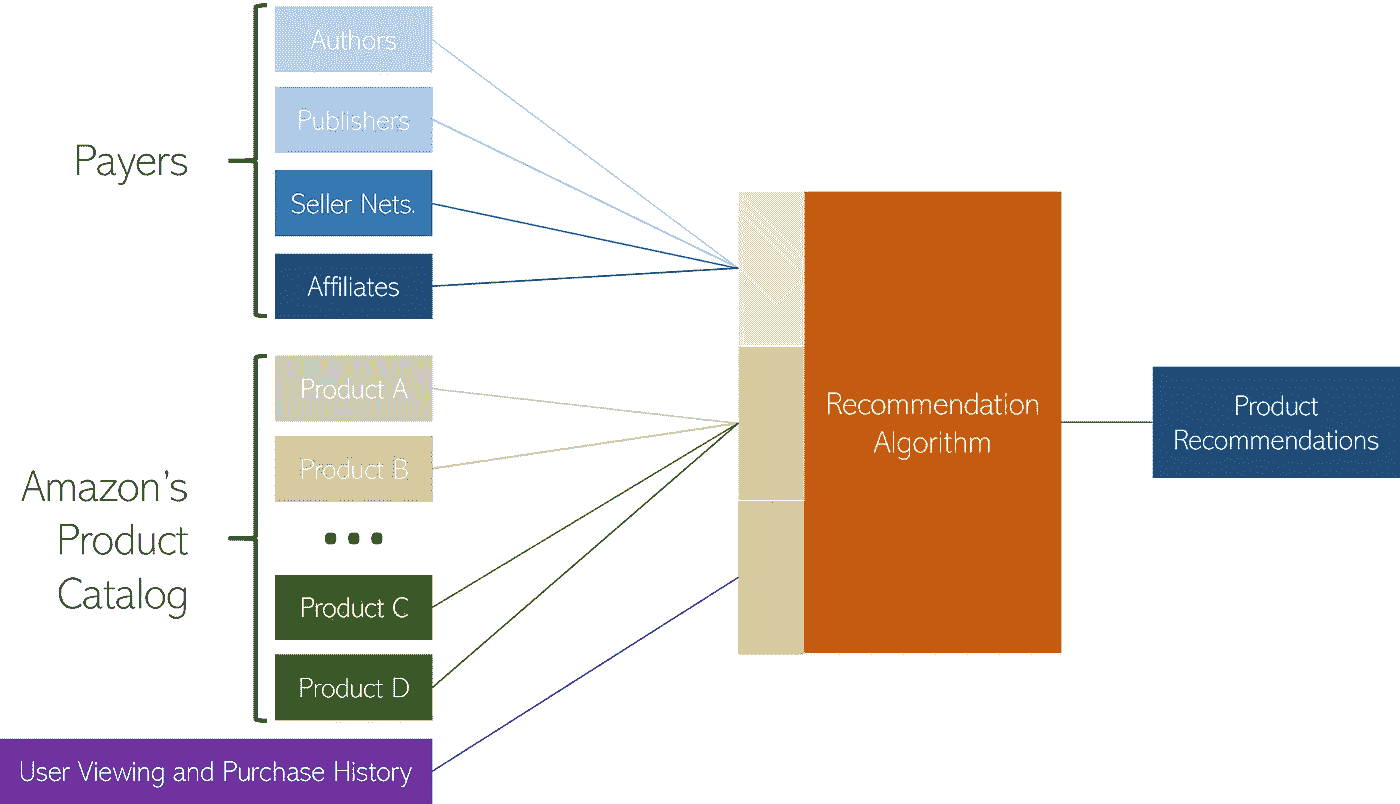 Payers
Authors
Publishers
Seller Nets.
Affiliates
Amazon's
Product
Catalog
Product A
Product B
...
Product C
Product D
User Viewing and Purchase History
Recommendation
Algorithm
Product
Recommendations